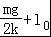 mg/2k + l₀